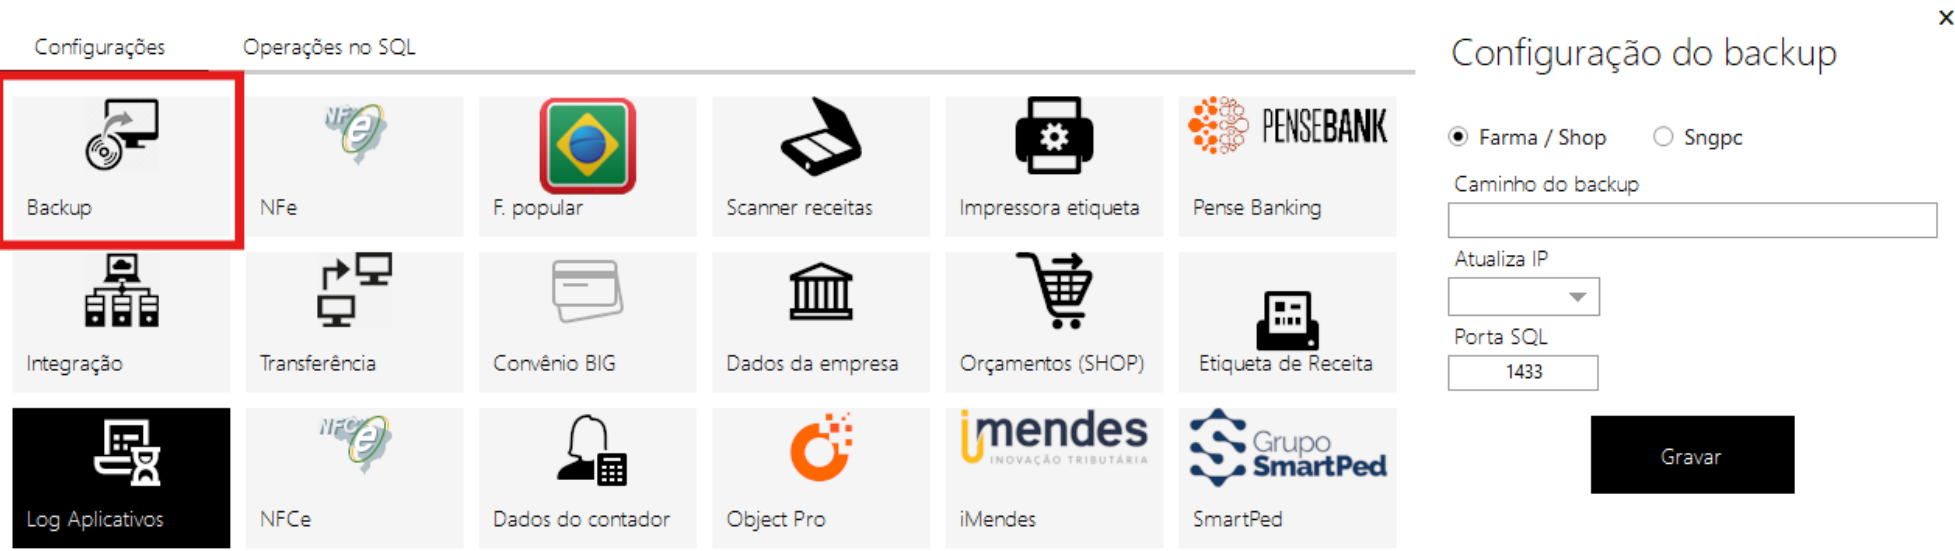 x
Configurações
Operações no SQL
Configuração do backup
Backup
NFe
NFe
F. popular
Scanner receitas
Impressora etiqueta
PENSEBANK
Pense Banking
Farma / Shop
Sngpc
Caminho do backup
Atualiza IP
Porta SQL
1433
Gravar
Integração
Transferência
Convênio BIG
Dados da empresa
Orçamentos (SHOP)
Etiqueta de Receita
Log Aplicativos
NFCe
NFCe
Dados do contador
Object Pro
imendes
INOVAÇÃO TRIBUTÁRIA
iMendes
Grupo
SmartPed
SmartPed